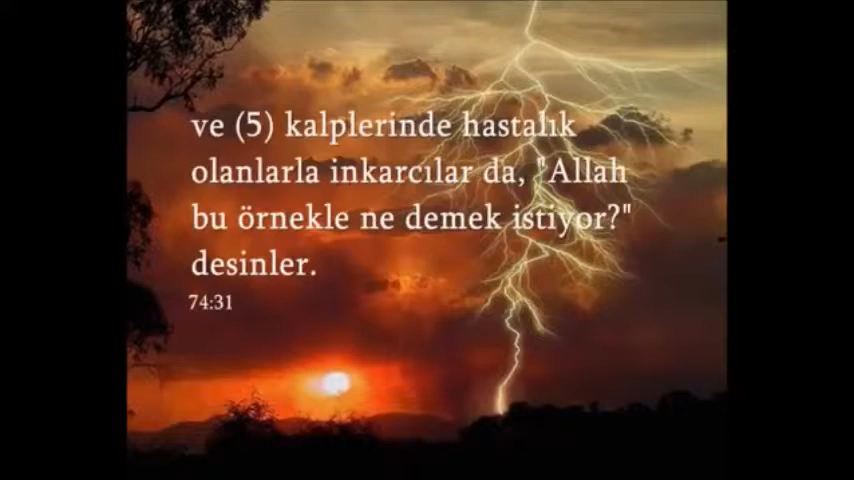 ve (5) kalplerinde hastalık
olanlarla inkarcılar da, "Allah
bu örnekle ne demek istiyor?"
desinler.
74:31